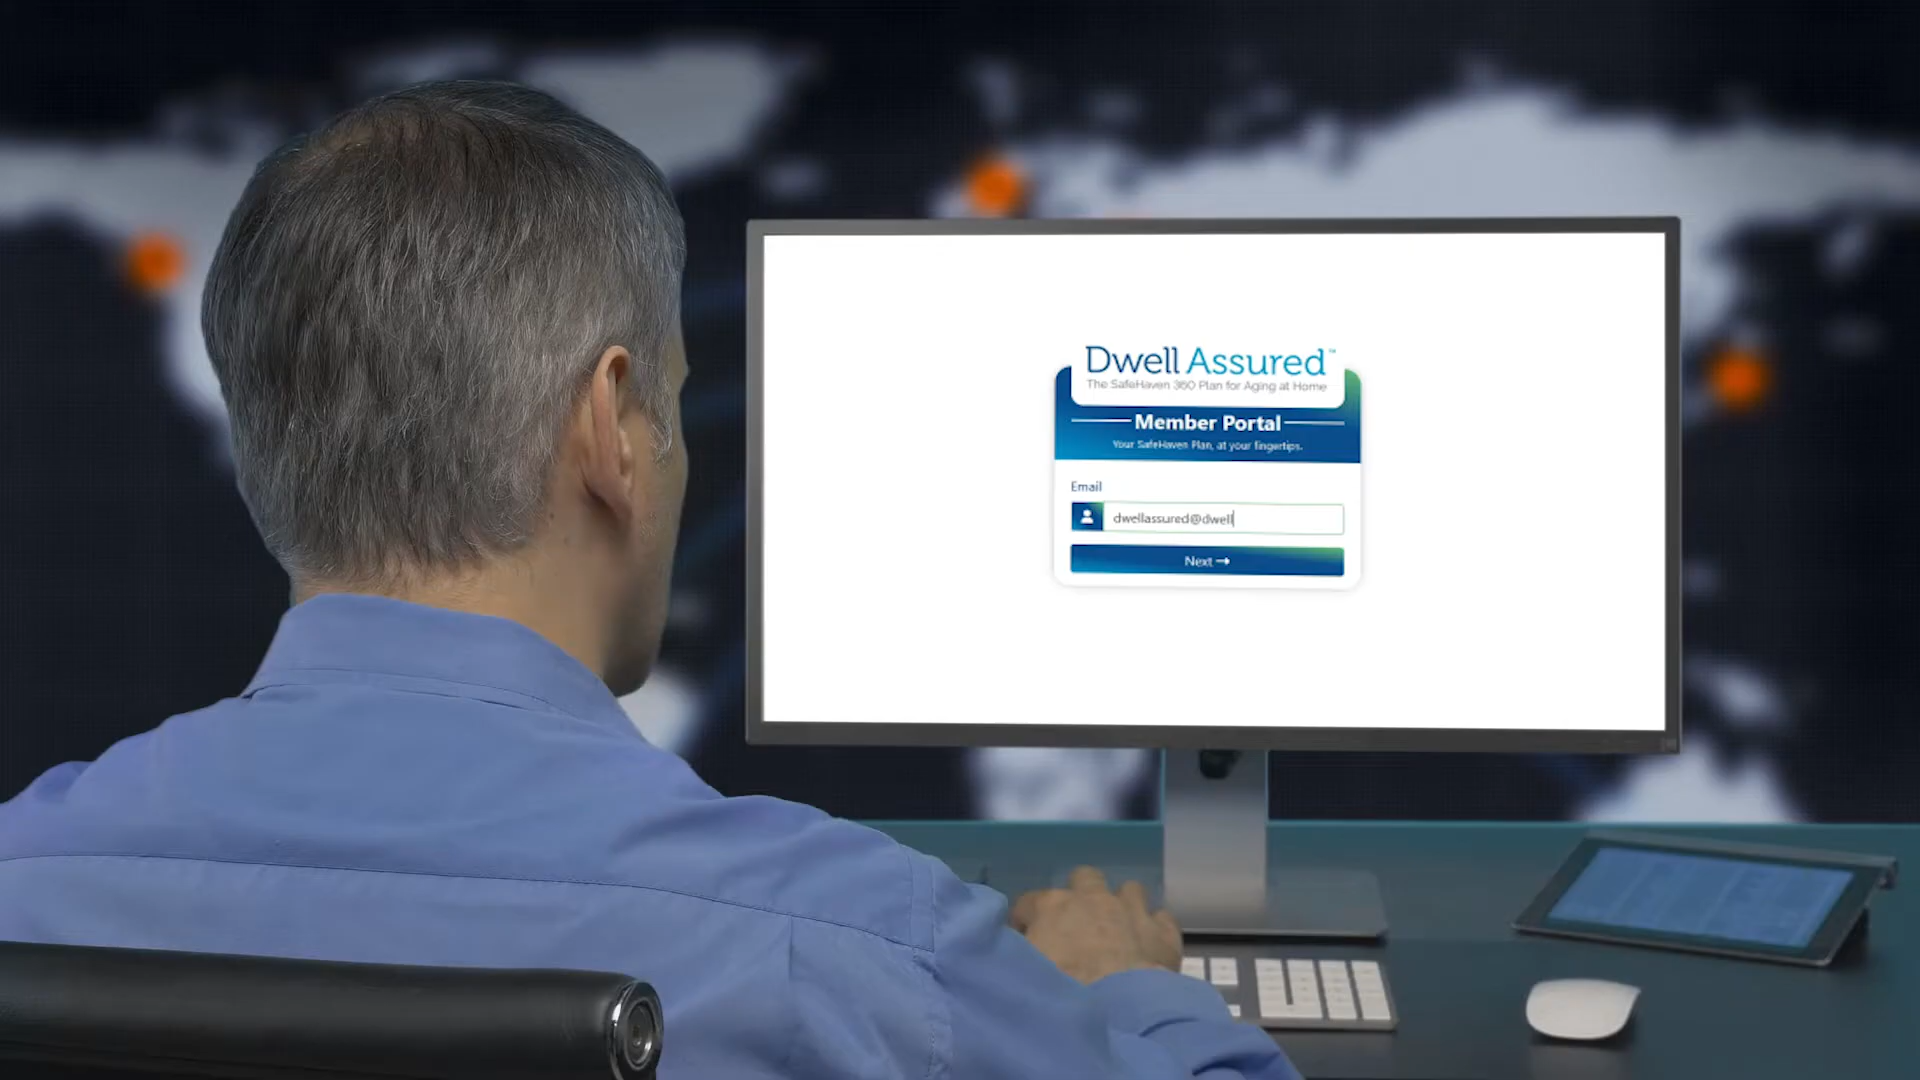 Dwell Assured™
The SafeHaven 360 Plan for Aging at Home
Member Portal
Your SafeHaven Plan, at your fingertips.
Email
dwellassured@dwell
Next →